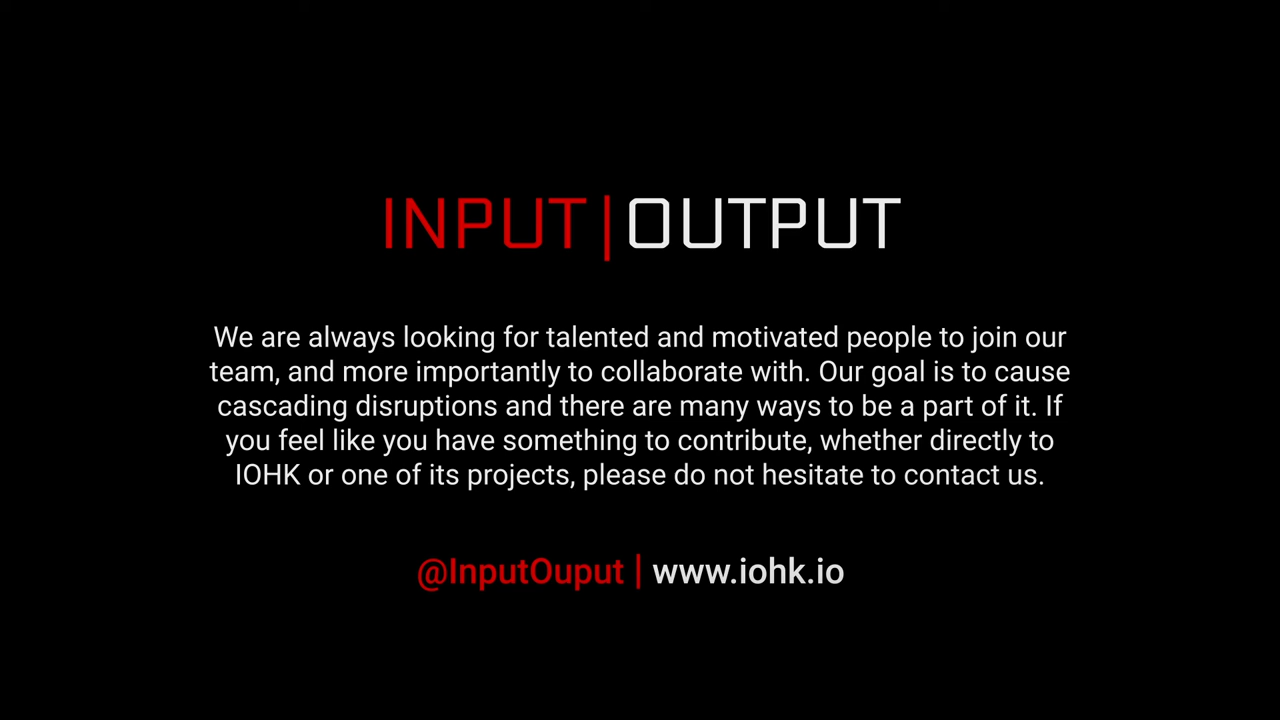 INPUT|OUTPUT
We are always looking for talented and motivated people to join our
team, and more importantly to collaborate with. Our goal is to cause
cascading disruptions and there are many ways to be a part of it. If
you feel like you have something to contribute, whether directly to
IOHK or one of its projects, please do not hesitate to contact us.
@InputOuput | www.iohk.io